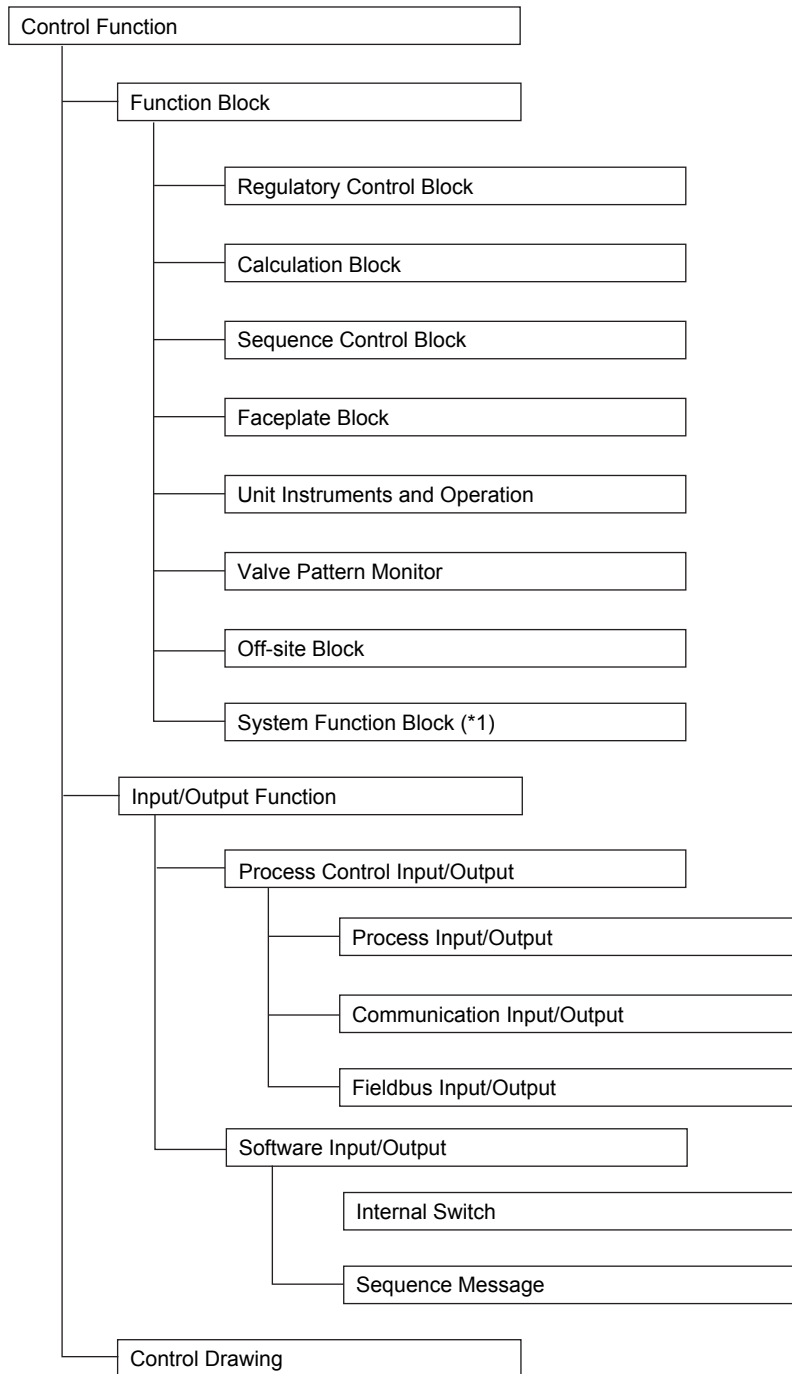 Control Function
Function Block
Regulatory Control Block
Calculation Block
Sequence Control Block
Faceplate Block
Unit Instruments and Operation
Valve Pattern Monitor
Off-site Block
System Function Block (*1)
Input/Output Function
Process Control Input/Output
Process Input/Output
Communication Input/Output
Fieldbus Input/Output
Software Input/Output
Internal Switch
Sequence Message
Control Drawing